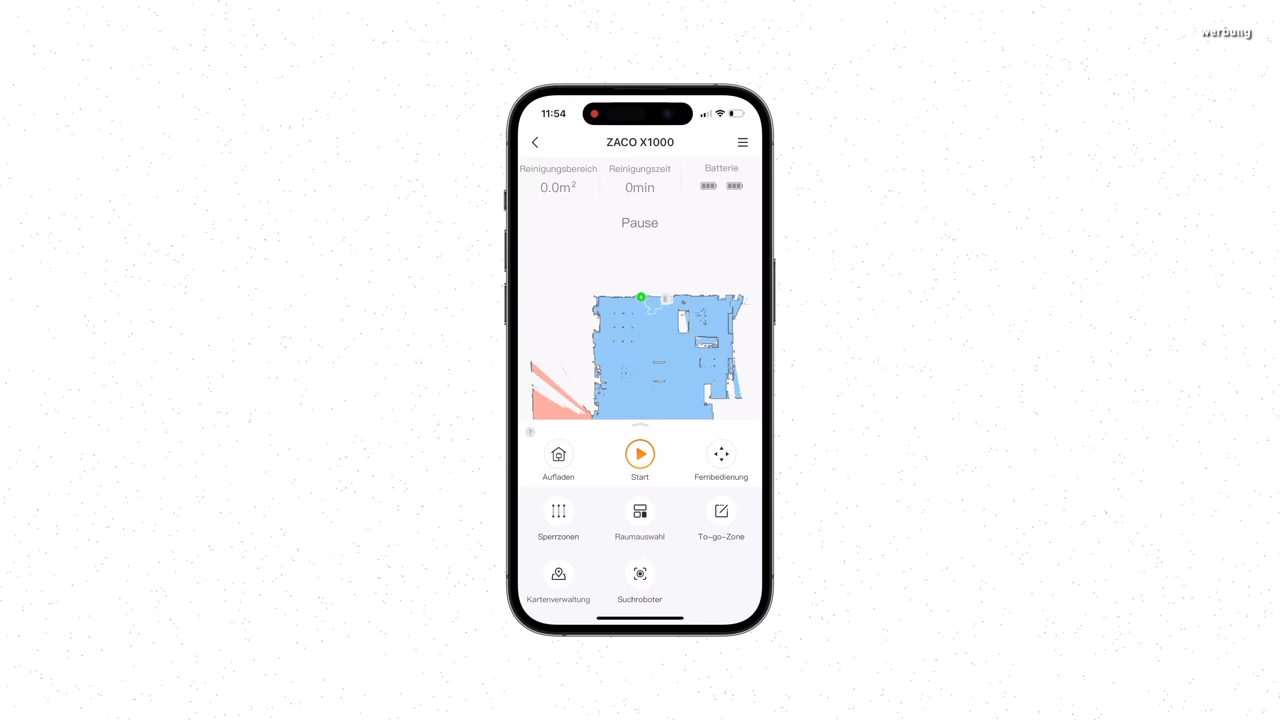 werbung
11:54
ZACO X1000
Reinigungsbereich Reinigungszeit Batterie
0.0m² 0min
Pause
?
Aufladen Start Fernbedienung
Sperrzonen Raumauswahl To-go-Zone
Kartenverwaltung Suchroboter